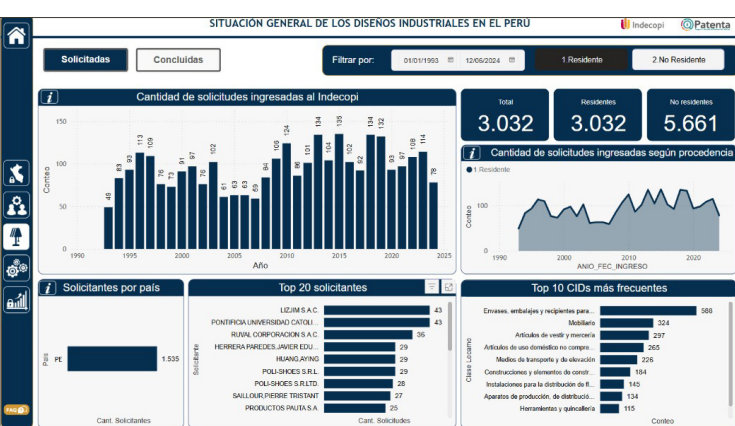 SITUACIÓN GENERAL DE LOS DISEÑOS INDUSTRIALES EN EL PERÚ
Indecopi
Patenta
Solicitadas
Concluidas
Filtrar por:
01/01/1993
12/06/2024
1.Residente
2.No Residente
Cantidad de solicitudes ingresadas al Indecopi
Conteo
150
100
50
0
49
83
93
113
109
76
73
91
97
76
102
61
63
63
59
84
106
124
86
101
134
104
135
102
92
134
132
93
97
108
114
78
1990
1995
2000
2005
2010
2015
2020
2025
Año
Total
3.032
Residentes
3.032
No residentes
5.661
Cantidad de solicitudes ingresadas según procedencia
1.Residente
Conteo
100
0
1990
2000
2010
2020
ANIO_FEC_INGRESO
Solicitantes por país
País
PE
1.535
Cant. Solicitantes
Top 20 solicitantes
Solicitante
LIZJIM S.A.C.
43
PONTIFICIA UNIVERSIDAD CATOLI...
43
RUVAL CORPORACION S.A.C.
36
HERRERA PAREDES,JAVIER EDU...
29
HUANG,AYING
29
POLI-SHOES S.R.L.
29
POLI-SHOES S.R.LTD.
28
SAILLOUR,PIERRE TRISTANT
27
PRODUCTOS PAUTA S.A.
25
Cant. Solicitudes
Top 10 CIDs más frecuentes
Clase Locarno
Envases, embalajes y recipientes para...
588
Mobiliario
324
Artículos de vestir y mercería
297
Artículos de uso doméstico no compre...
265
Medios de transporte y de elevación
226
Construcciones y elementos de constr...
184
Instalaciones para la distribución de fl...
145
Aparatos de producción, de distribució...
134
Herramientas y quincallería
115
Conteo
FAQ